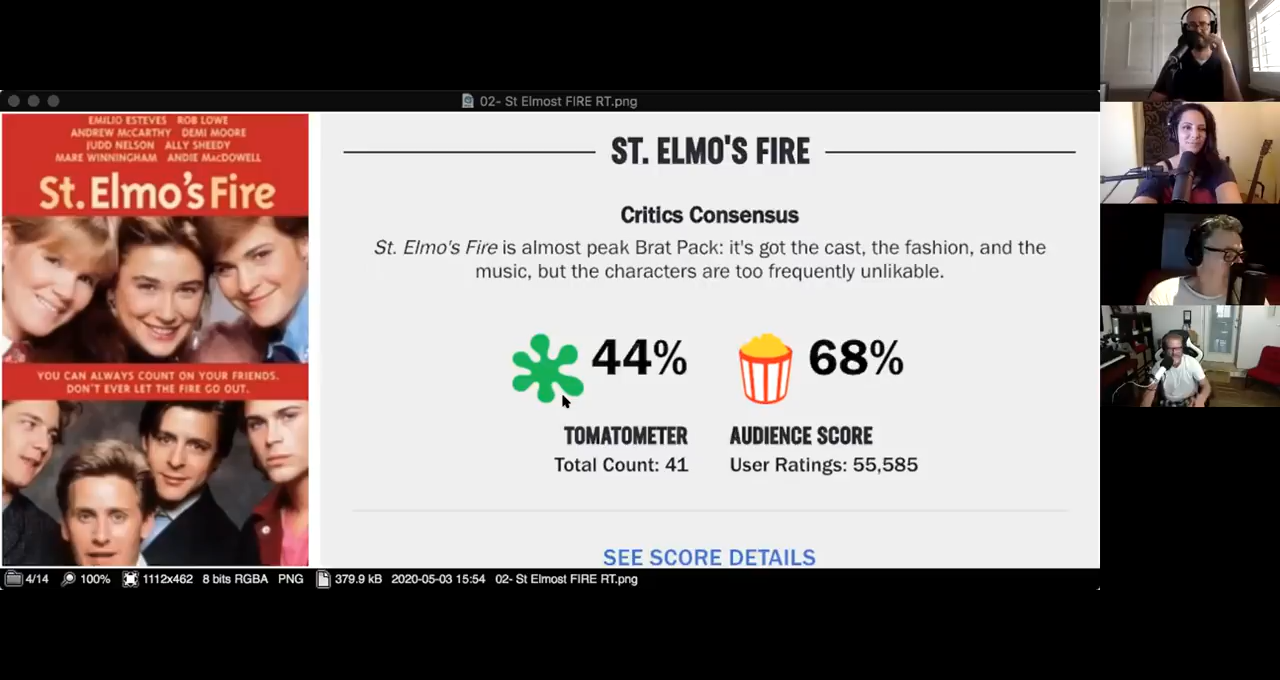 02- St Elmost FIRE RT.png
EMILIO ESTEVES ROB LOWE
ANDREW McCARTHY DEMI MOORE
JUDD NELSON ALLY SHEEDY
MARE WINNINGHAM ANDIE MacDOWELL
St. Elmo's Fire
YOU CAN ALWAYS COUNT ON YOUR FRIENDS.
DON'T EVER LET THE FIRE GO OUT.
ST. ELMO'S FIRE
Critics Consensus
St. Elmo's Fire is almost peak Brat Pack: it's got the cast, the fashion, and the
music, but the characters are too frequently unlikable.
44%
68%
TOMATOMETER
Total Count: 41
AUDIENCE SCORE
User Ratings: 55,585
SEE SCORE DETAILS
4/14 100% 1112x462 8 bits RGBA PNG 379.9 kB 2020-05-03 15:54 02- St Elmost FIRE RT.png